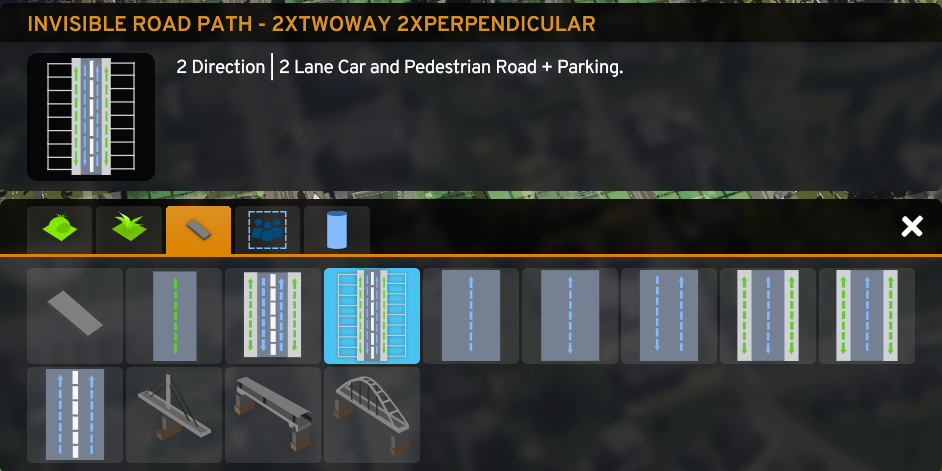 INVISIBLE ROAD PATH - 2XTWOWAY 2XPERPENDICULAR
2 Direction | 2 Lane Car and Pedestrian Road + Parking.